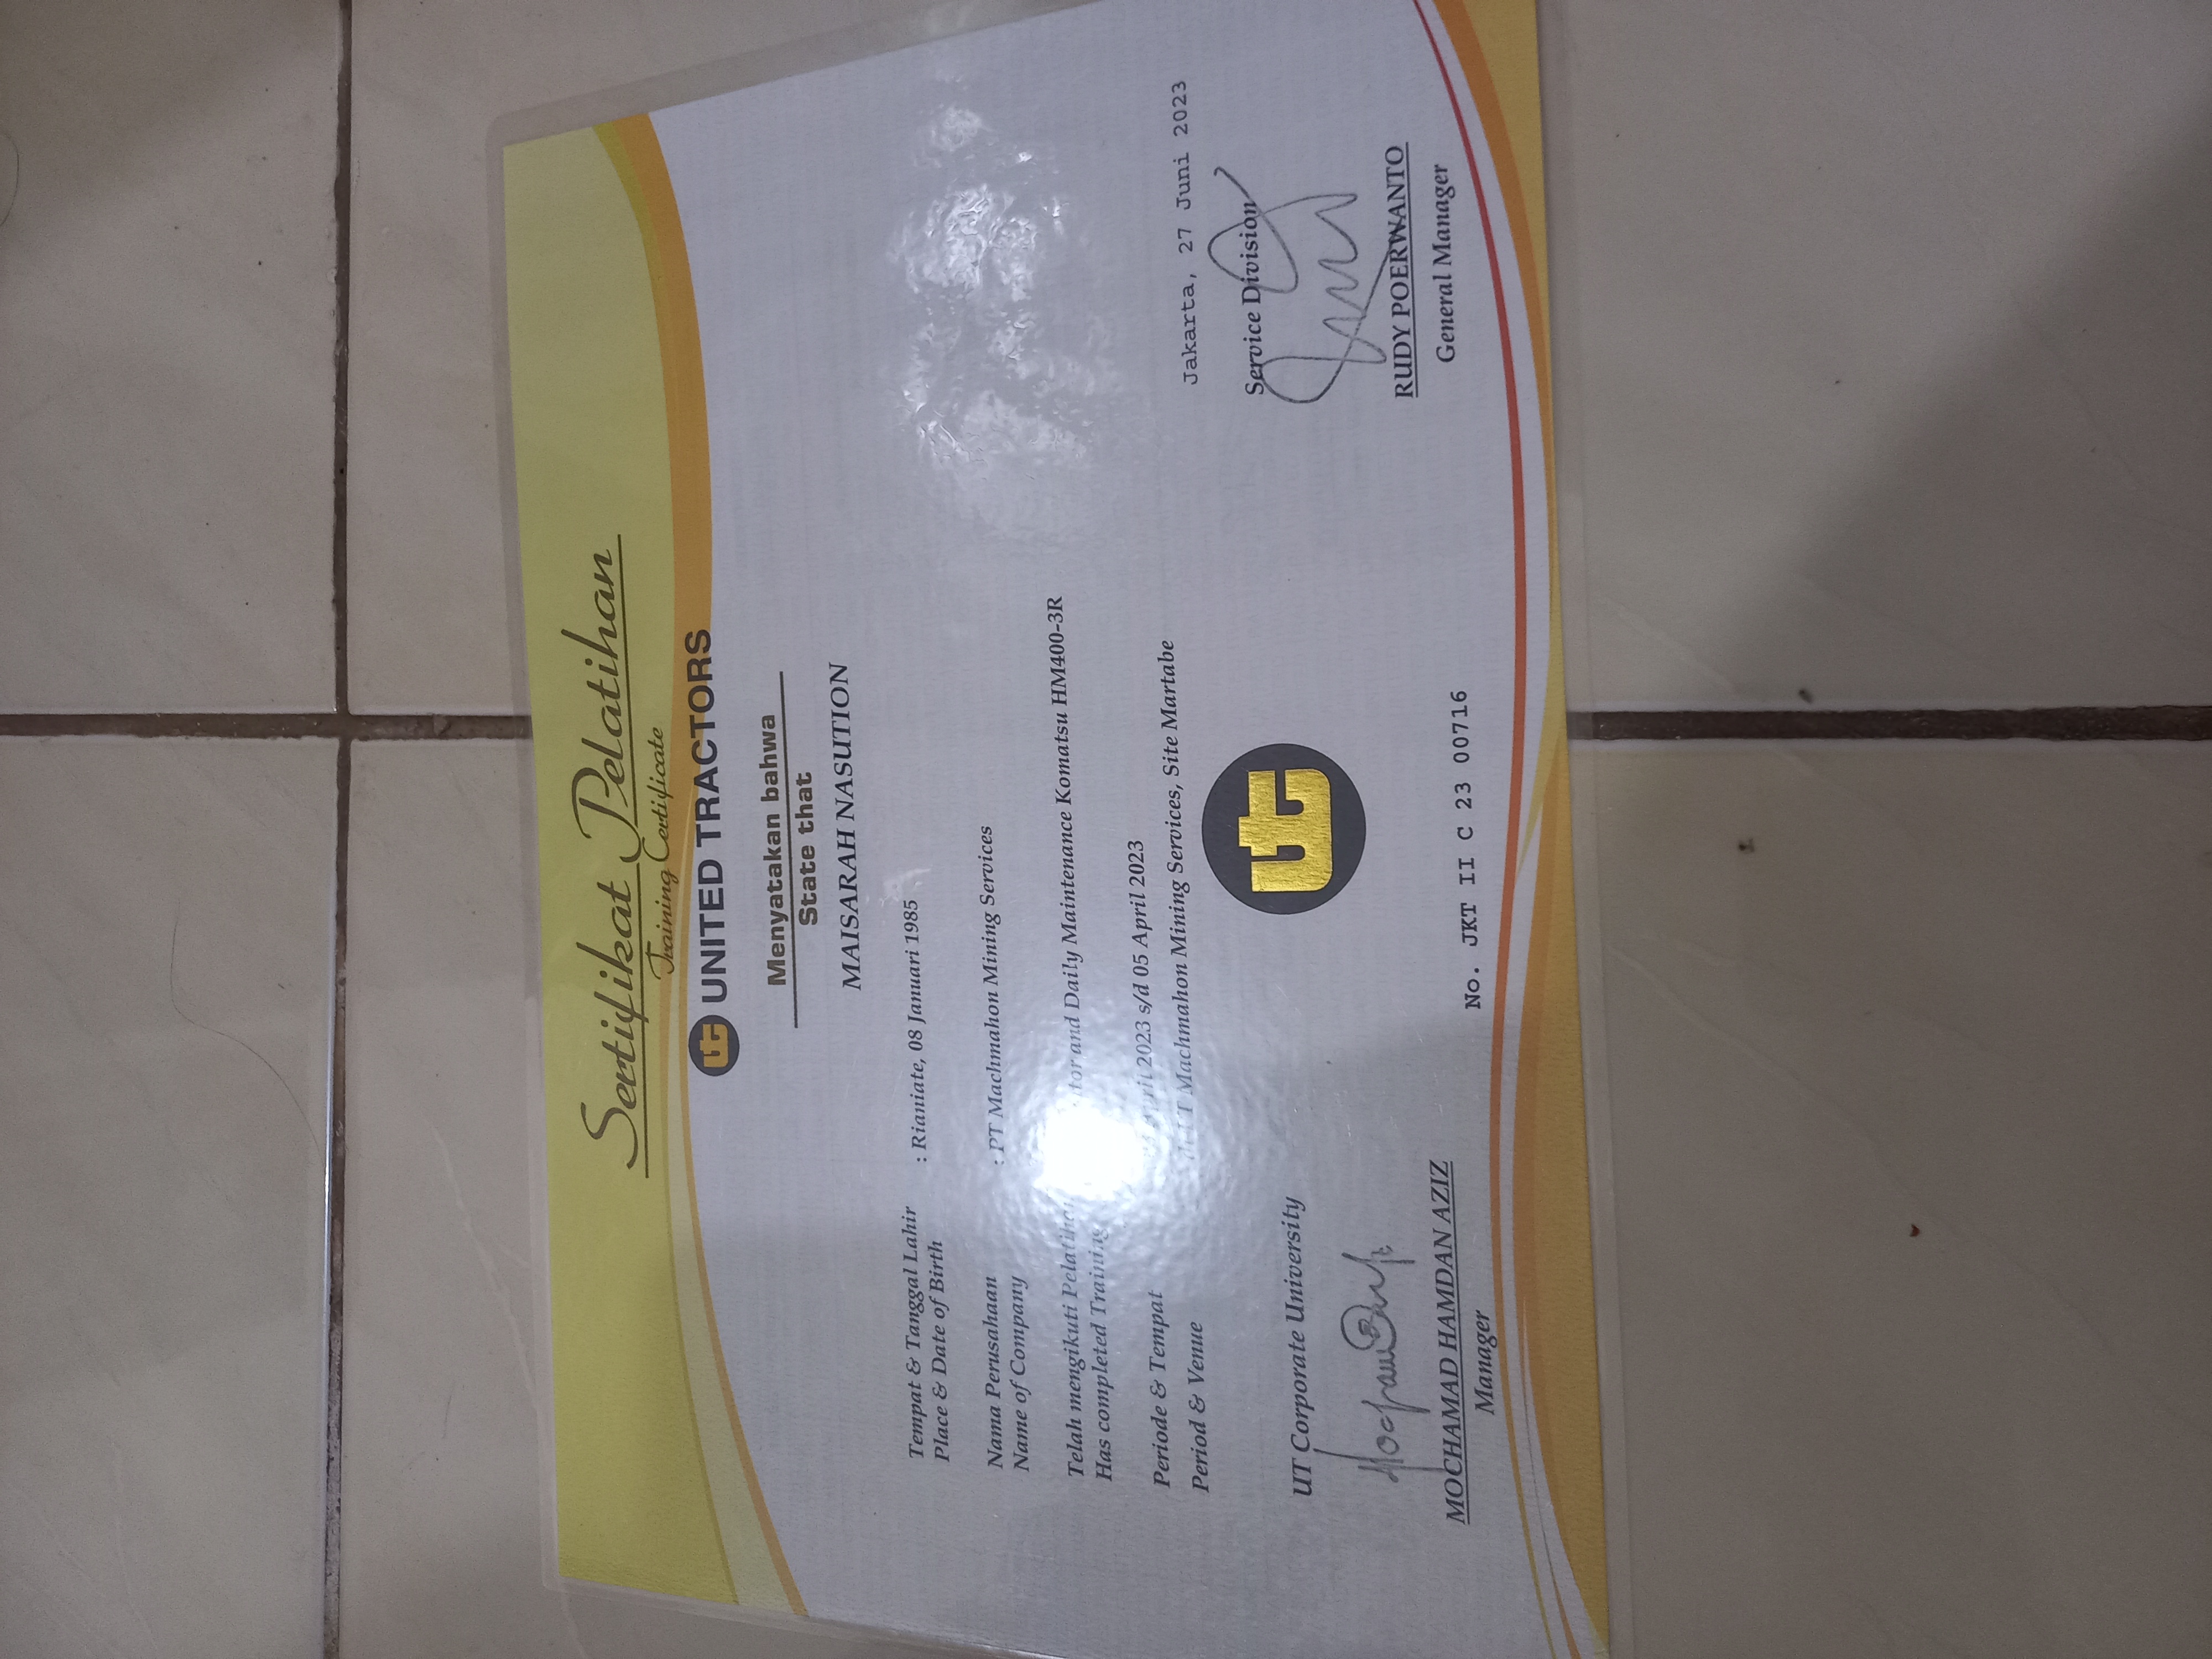 Sertifikat Pelatihan
Training Certificate
ut UNITED TRACTORS
Menyatakan bahwa
State that
MAISARAH NASUTION
Tempat & Tanggal Lahir : Rianiate, 08 Januari 1985
Place & Date of Birth
Nama Perusahaan : PT Machmahon Mining Services
Name of Company
Telah mengikuti Pelatihan and Daily Maintenance Komatsu HM400-3R
Has completed Training
Periode & Tempat April 2023 s/d 05 April 2023
Period & Venue Machmahon Mining Services, Site Martabe
ut
Jakarta, 27 Juni 2023
UT Corporate University
Service Division
MOCHAMAD HAMDAN AZIZ
Manager
RUDY POERWANTO
General Manager
No. JKT II C 23 00716